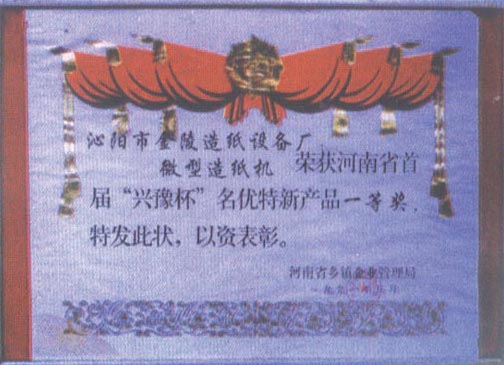 沁阳市金陵造纸设备厂
微型造纸机 荣获河南省首
届“兴豫杯”名优特新产品一等奖，
特发此状，以资表彰。
河南省乡镇企业管理局